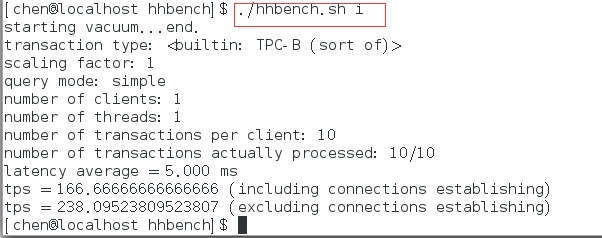 [chen@localhost hhbench]$ ./hhbench.sh i
starting vacuum...end.
transaction type: <builtin: TPC-B (sort of)>
scaling factor: 1
query mode: simple
number of clients: 1
number of threads: 1
number of transactions per client: 10
number of transactions actually processed: 10/10
latency average = 5.000 ms
tps = 166.66666666666666 (including connections establishing)
tps = 238.09523809523807 (excluding connections establishing)
[chen@localhost hhbench]$